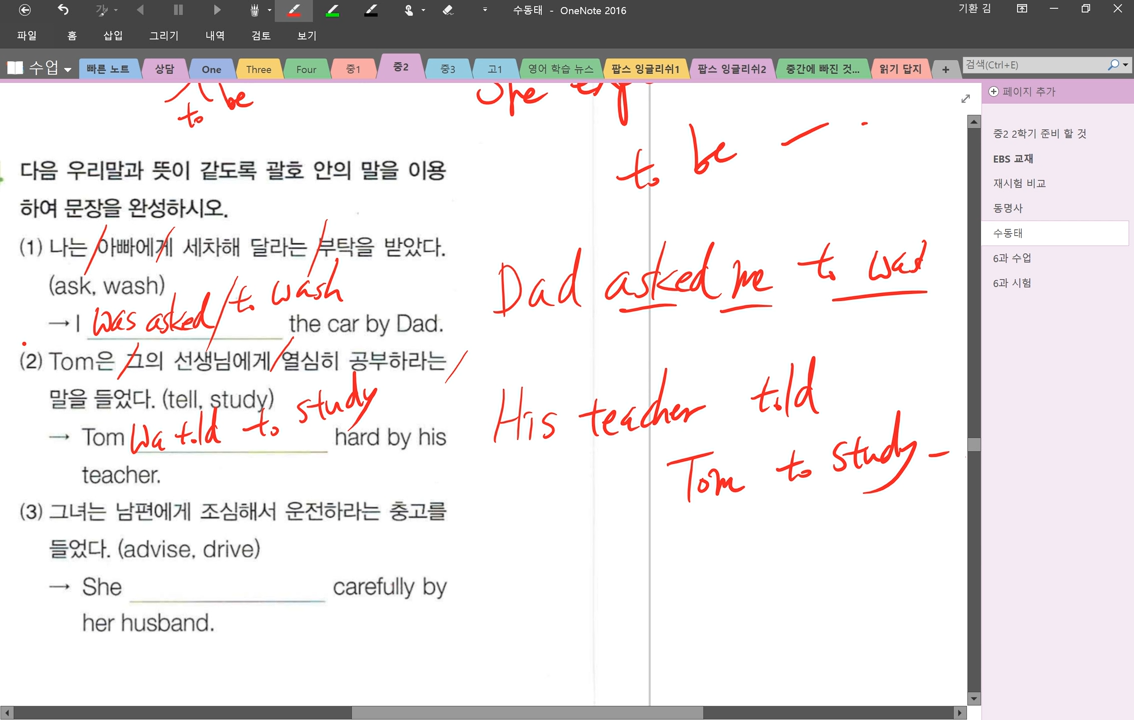 수동태 - OneNote 2016
기환 김
파일 홈 삽입 그리기 내역 검토 보기
수업 빠른 노트 상담 One Three Four 중1 중2 중3 고1 영어 학습 뉴스 팝스 잉글리쉬1 팝스 잉글리쉬2 중간에 빠진 것... 읽기 답지 + 검색(Ctrl+E)
페이지 추가
중2 2학기 준비 할 것
EBS 교재
재시험 비교
동명사
수동태
6과 수업
6과 시험
to be
She
to be
다음 우리말과 뜻이 같도록 괄호 안의 말을 이용
하여 문장을 완성하시오.
(1) 나는 아빠에게 세차해 달라는 부탁을 받았다.
(ask, wash)
→ I was asked to wash the car by Dad.
(2) Tom은 그의 선생님에게 열심히 공부하라는
말을 들었다. (tell, study)
→ Tom wa told to study hard by his
teacher.
(3) 그녀는 남편에게 조심해서 운전하라는 충고를
들었다. (advise, drive)
→ She carefully by
her husband.
Dad asked me to was
His teacher told
Tom to study